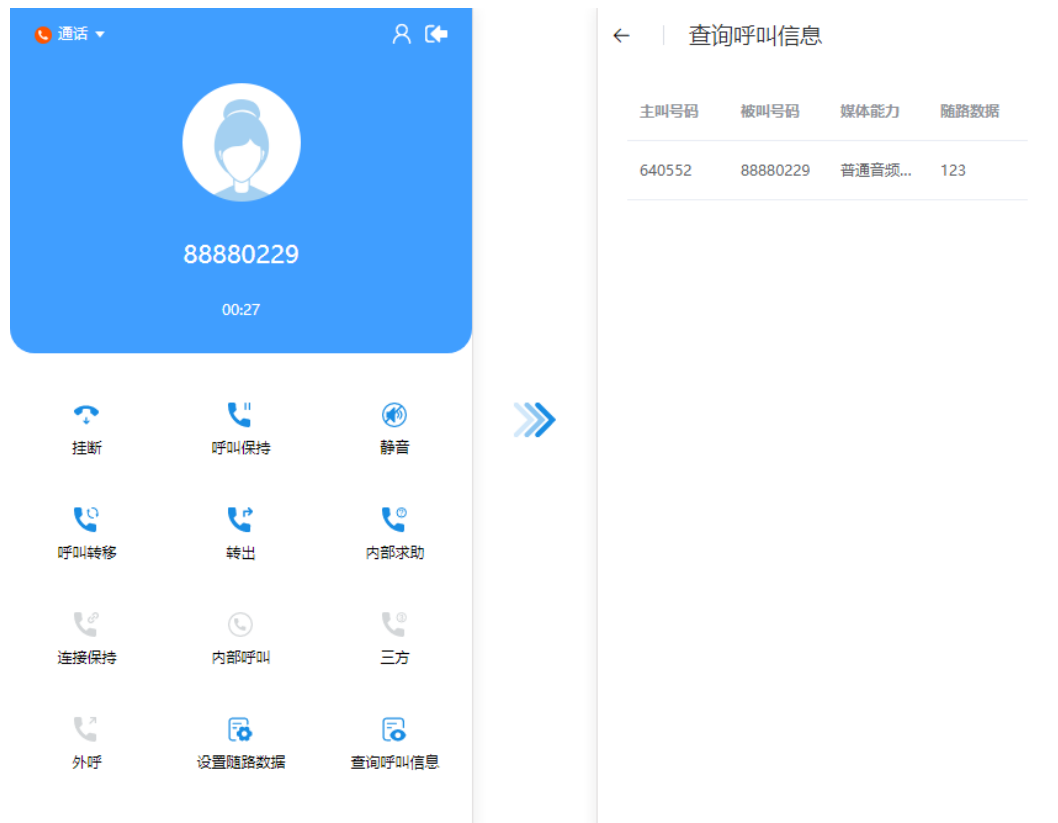 通话
88880229
00:27
挂断 呼叫保持 静音
呼叫转移 转出 内部求助
连接保持 内部呼叫 三方
外呼 设置随路数据 查询呼叫信息
查询呼叫信息
主叫号码 被叫号码 媒体能力 随路数据
640552 88880229 普通音频... 123